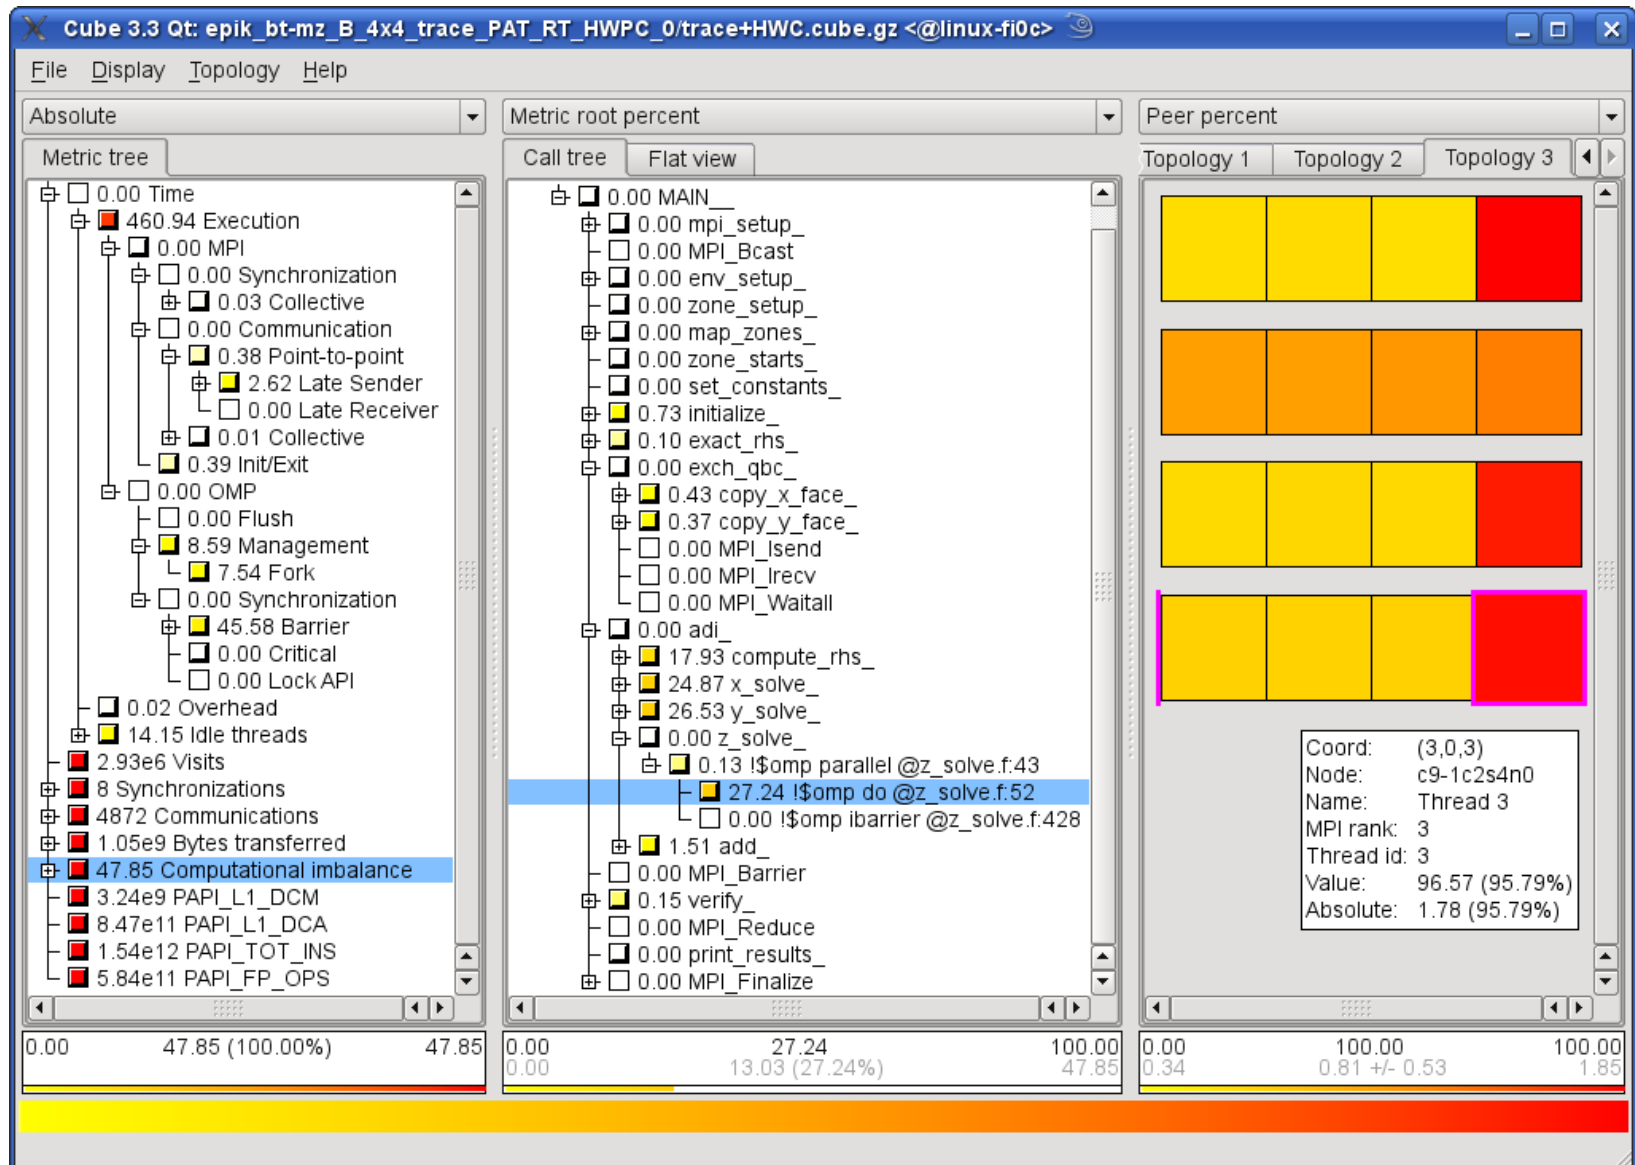 Cube 3.3 Qt: epik_bt-mz_B_4x4_trace_PAT_RT_HWPC_0/trace+HWC.cube.gz <@linux-fi0c>
File Display Topology Help
Absolute
Metric tree
0.00 Time
460.94 Execution
0.00 MPI
0.00 Synchronization
0.03 Collective
0.00 Communication
0.38 Point-to-point
2.62 Late Sender
0.00 Late Receiver
0.01 Collective
0.39 Init/Exit
0.00 OMP
0.00 Flush
8.59 Management
7.54 Fork
0.00 Synchronization
45.58 Barrier
0.00 Critical
0.00 Lock API
0.02 Overhead
14.15 Idle threads
2.93e6 Visits
8 Synchronizations
4872 Communications
1.05e9 Bytes transferred
47.85 Computational imbalance
3.24e9 PAPI_L1_DCM
8.47e11 PAPI_L1_DCA
1.54e12 PAPI_TOT_INS
5.84e11 PAPI_FP_OPS
0.00 47.85 (100.00%) 47.85
Metric root percent
Call tree Flat view
0.00 MAIN__
0.00 mpi_setup_
0.00 MPI_Bcast
0.00 env_setup_
0.00 zone_setup_
0.00 map_zones_
0.00 zone_starts_
0.00 set_constants_
0.73 initialize_
0.10 exact_rhs_
0.00 exch_qbc_
0.43 copy_x_face_
0.37 copy_y_face_
0.00 MPI_Isend
0.00 MPI_Irecv
0.00 MPI_Waitall
0.00 adi_
17.93 compute_rhs_
24.87 x_solve_
26.53 y_solve_
0.00 z_solve_
0.13 !$omp parallel @z_solve.f:43
27.24 !$omp do @z_solve.f:52
0.00 !$omp ibarrier @z_solve.f:428
1.51 add_
0.00 MPI_Barrier
0.15 verify_
0.00 MPI_Reduce
0.00 print_results_
0.00 MPI_Finalize
0.00 27.24 100.00
0.00 13.03 (27.24%) 47.85
Peer percent
Topology 1 Topology 2 Topology 3
Coord: (3,0,3)
Node: c9-1c2s4n0
Name: Thread 3
MPI rank: 3
Thread id: 3
Value: 96.57 (95.79%)
Absolute: 1.78 (95.79%)
0.00 100.00 100.00
0.34 0.81 +/- 0.53 1.85